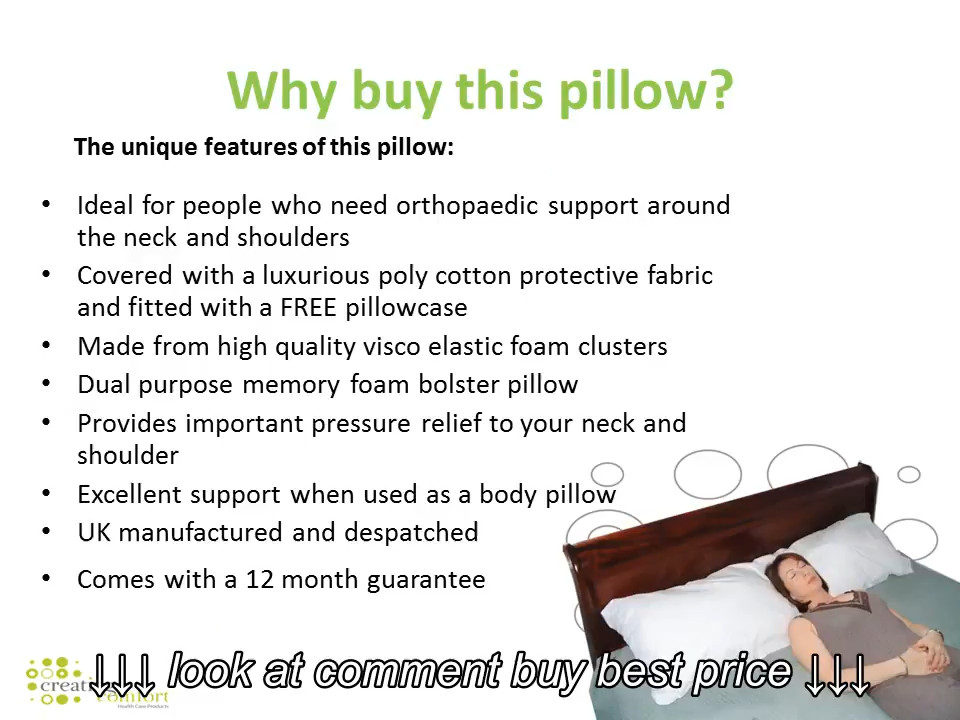 Why buy this pillow?
The unique features of this pillow:
• Ideal for people who need orthopaedic support around
the neck and shoulders
• Covered with a luxurious poly cotton protective fabric
and fitted with a FREE pillowcase
• Made from high quality visco elastic foam clusters
• Dual purpose memory foam bolster pillow
• Provides important pressure relief to your neck and
shoulder
• Excellent support when used as a body pillow
• UK manufactured and despatched
• Comes with a 12 month guarantee
↓↓↓ look at comment buy best price ↓↓↓
Health Care Products